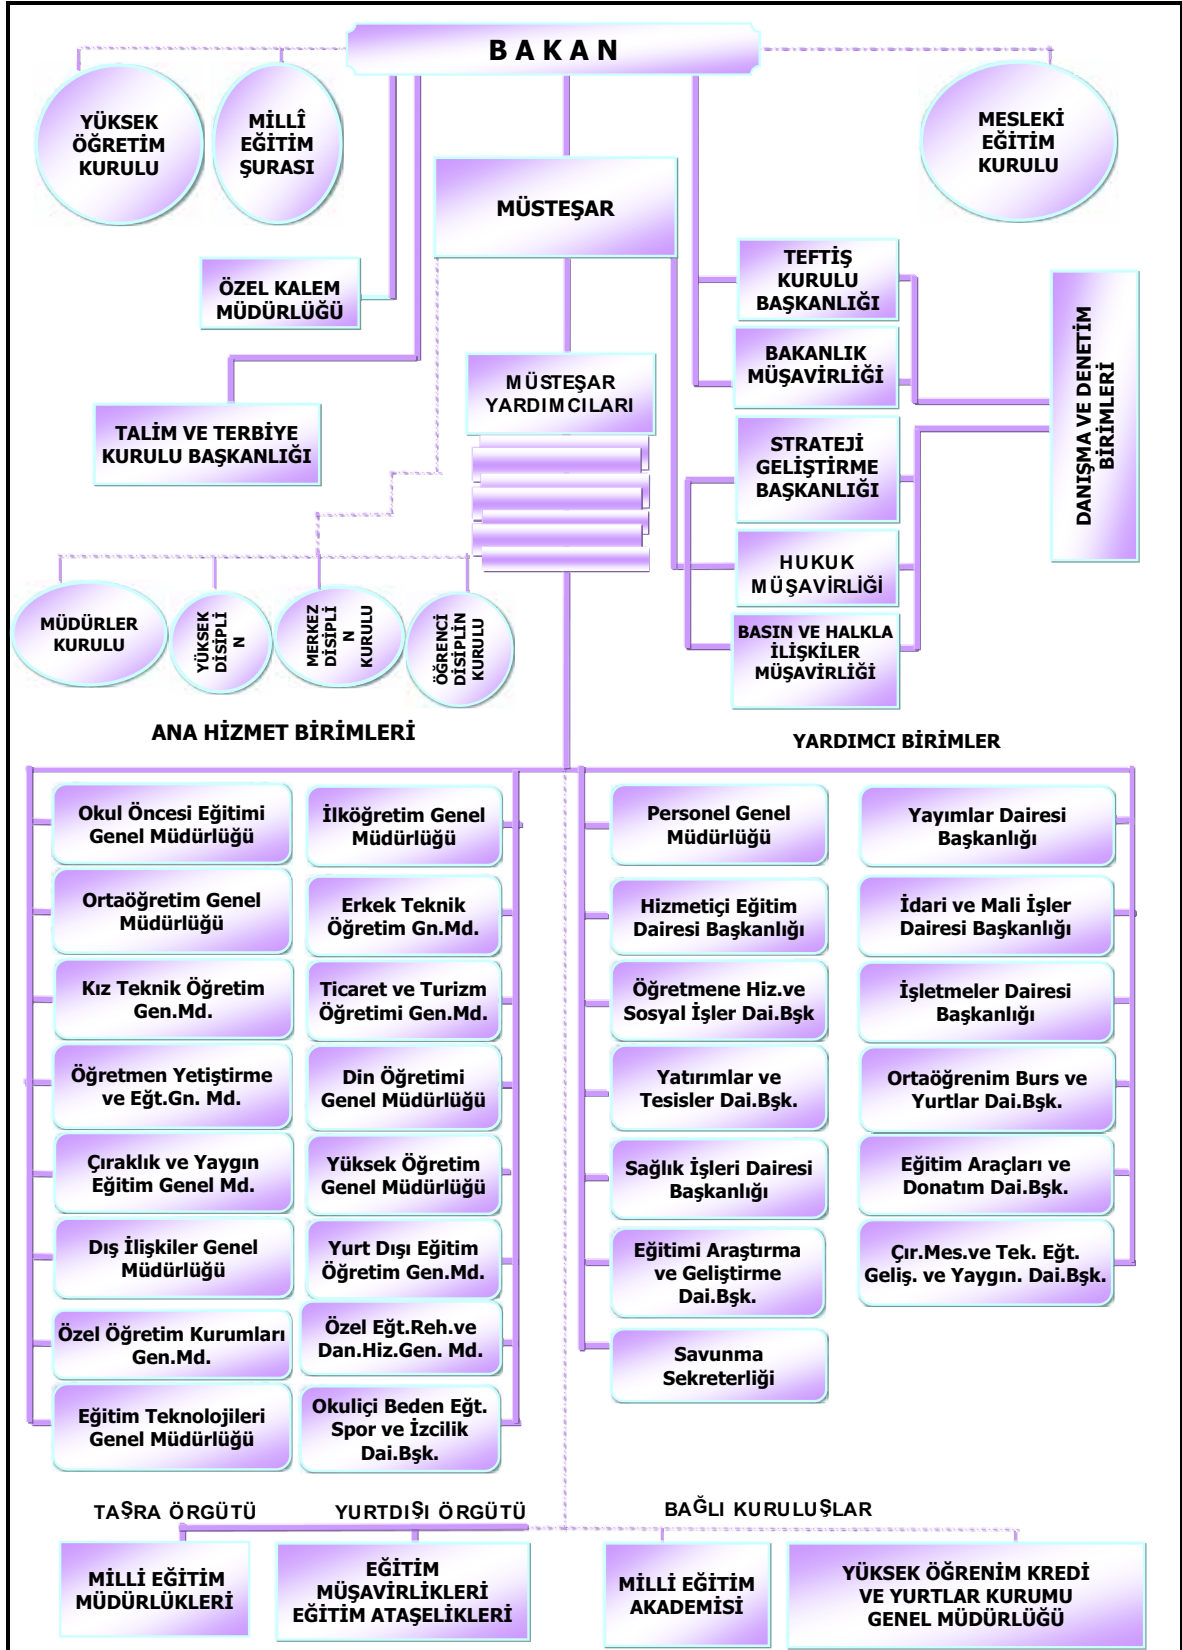 BAKAN
YÜKSEK
ÖĞRETİM
KURULU
MİLLÎ
EĞİTİM
ŞURASI
MESLEKİ
EĞİTİM
KURULU
MÜSTEŞAR
ÖZEL KALEM
MÜDÜRLÜĞÜ
TEFTİŞ
KURULU
BAŞKANLIĞI
BAKANLIK
MÜŞAVİRLİĞİ
DANIŞMA VE DENETİM
BİRİMLERİ
MÜSTEŞAR
YARDIMCILARI
TALİM VE TERBİYE
KURULU BAŞKANLIĞI
STRATEJİ
GELİŞTİRME
BAŞKANLIĞI
HUKUK
MÜŞAVİRLİĞİ
BASIN VE HALKLA
İLİŞKİLER
MÜŞAVİRLİĞİ
MÜDÜRLER
KURULU
YÜKSEK
DİSİPLİ
N
MERKEZ
DİSİPLİ
N
KURULU
ÖĞRENCİ
DİSİPLİN
KURULU
ANA HİZMET BİRİMLERİ
YARDIMCI BİRİMLER
Okul Öncesi Eğitimi
Genel Müdürlüğü
İlköğretim Genel
Müdürlüğü
Personel Genel
Müdürlüğü
Yayımlar Dairesi
Başkanlığı
Ortaöğretim Genel
Müdürlüğü
Erkek Teknik
Öğretim Gn.Md.
Hizmetiçi Eğitim
Dairesi Başkanlığı
İdari ve Mali İşler
Dairesi Başkanlığı
Kız Teknik Öğretim
Gen.Md.
Ticaret ve Turizm
Öğretimi Gen.Md.
Öğretmene Hiz.ve
Sosyal İşler Dai.Bşk
İşletmeler Dairesi
Başkanlığı
Öğretmen Yetiştirme
ve Eğt.Gn. Md.
Din Öğretimi
Genel Müdürlüğü
Yatırımlar ve
Tesisler Dai.Bşk.
Ortaöğrenim Burs ve
Yurtlar Dai.Bşk.
Çıraklık ve Yaygın
Eğitim Genel Md.
Yüksek Öğretim
Genel Müdürlüğü
Sağlık İşleri Dairesi
Başkanlığı
Eğitim Araçları ve
Donatım Dai.Bşk.
Dış İlişkiler Genel
Müdürlüğü
Yurt Dışı Eğitim
Öğretim Gen.Md.
Eğitimi Araştırma
ve Geliştirme
Dai.Bşk.
Çır.Mes.ve Tek. Eğt.
Geliş. ve Yaygın. Dai.Bşk.
Özel Öğretim Kurumları
Gen.Md.
Özel Eğt.Reh.ve
Dan.Hiz.Gen. Md.
Savunma
Sekreterliği
Eğitim Teknolojileri
Genel Müdürlüğü
Okuliçi Beden Eğt.
Spor ve İzcilik
Dai.Bşk.
TAŞRA ÖRGÜTÜ
YURTDIŞI ÖRGÜTÜ
BAĞLI KURULUŞLAR
MİLLİ EĞİTİM
MÜDÜRLÜKLERİ
EĞİTİM
MÜŞAVİRLİKLERİ
EĞİTİM ATAŞELİKLERİ
MİLLİ EĞİTİM
AKADEMİSİ
YÜKSEK ÖĞRENİM KREDİ
VE YURTLAR KURUMU
GENEL MÜDÜRLÜĞÜ